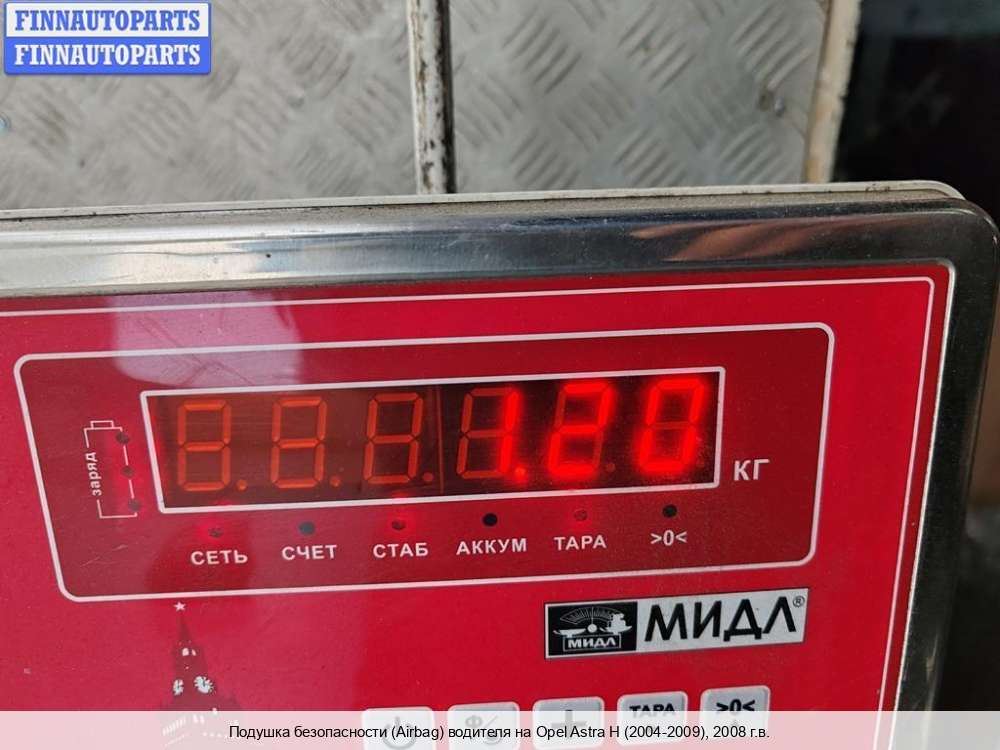 FINNAUTOPARTS
FINNAUTOPARTS
1.20
КГ
заряд
СЕТЬ СЧЕТ СТАБ АККУМ ТАРА >0<
МИДЛ МИДЛ®
ТАРА >0<
Подушка безопасности (Airbag) водителя на Opel Astra H (2004-2009), 2008 г.в.